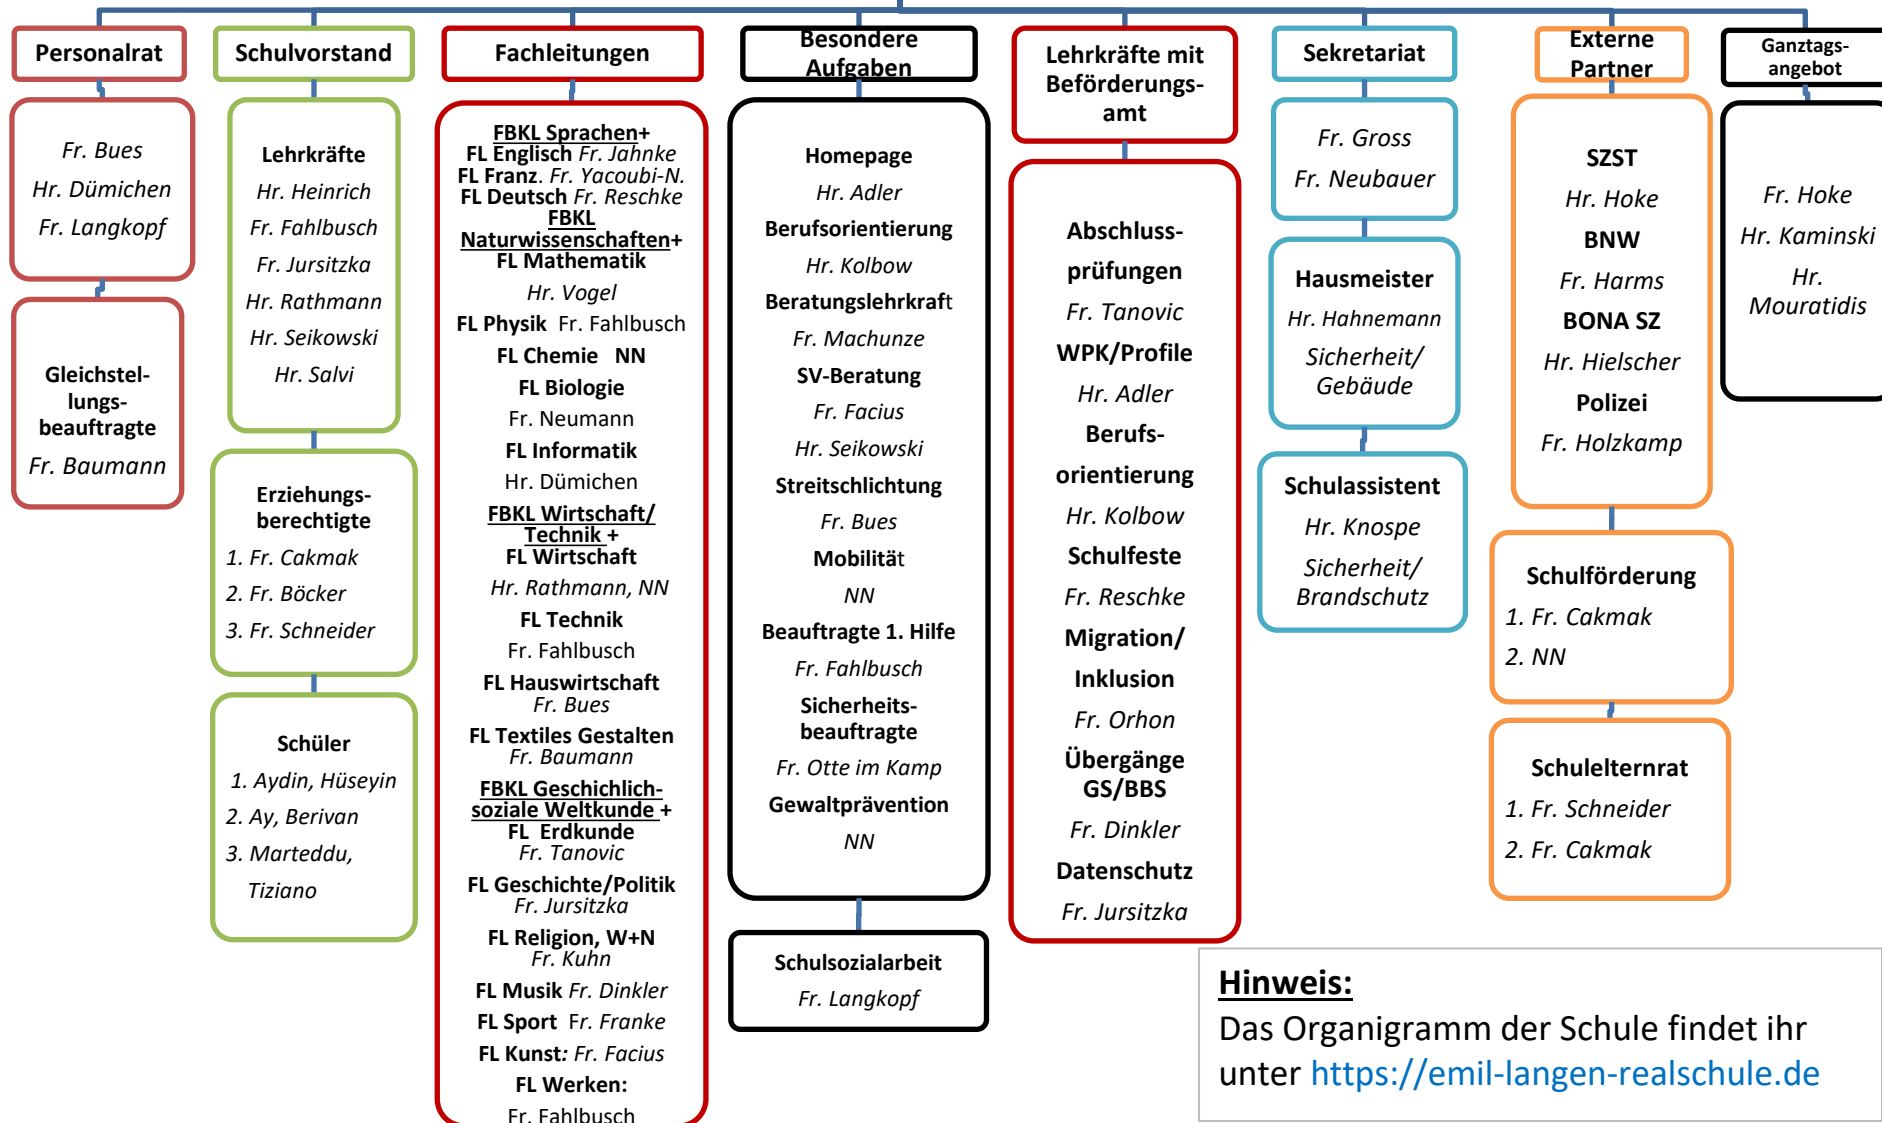 Personalrat
Fr. Bues
Hr. Dümichen
Fr. Langkopf
Gleichstel-
lungs-
beauftragte
Fr. Baumann
Schulvorstand
Lehrkräfte
Hr. Heinrich
Fr. Fahlbusch
Fr. Jursitzka
Hr. Rathmann
Hr. Seikowski
Hr. Salvi
Erziehungs-
berechtigte
1. Fr. Cakmak
2. Fr. Böcker
3. Fr. Schneider
Schüler
1. Aydin, Hüseyin
2. Ay, Berivan
3. Marteddu,
Tiziano
Fachleitungen
FBKL Sprachen+
FL Englisch Fr. Jahnke
FL Franz. Fr. Yacoubi-N.
FL Deutsch Fr. Reschke
FBKL
Naturwissenschaften+
FL Mathematik
Hr. Vogel
FL Physik Fr. Fahlbusch
FL Chemie NN
FL Biologie
Fr. Neumann
FL Informatik
Hr. Dümichen
FBKL Wirtschaft/
Technik +
FL Wirtschaft
Hr. Rathmann, NN
FL Technik
Fr. Fahlbusch
FL Hauswirtschaft
Fr. Bues
FL Textiles Gestalten
Fr. Baumann
FBKL Geschichlich-
soziale Weltkunde +
FL Erdkunde
Fr. Tanovic
FL Geschichte/Politik
Fr. Jursitzka
FL Religion, W+N
Fr. Kuhn
FL Musik Fr. Dinkler
FL Sport Fr. Franke
FL Kunst: Fr. Facius
FL Werken:
Fr. Fahlbusch
Besondere
Aufgaben
Homepage
Hr. Adler
Berufsorientierung
Hr. Kolbow
Beratungslehrkraft
Fr. Machunze
SV-Beratung
Fr. Facius
Hr. Seikowski
Streitschlichtung
Fr. Bues
Mobilität
NN
Beauftragte 1. Hilfe
Fr. Fahlbusch
Sicherheits-
beauftragte
Fr. Otte im Kamp
Gewaltprävention
NN
Schulsozialarbeit
Fr. Langkopf
Lehrkräfte mit
Beförderungs-
amt
Abschluss-
prüfungen
Fr. Tanovic
WPK/Profile
Hr. Adler
Berufs-
orientierung
Hr. Kolbow
Schulfeste
Fr. Reschke
Migration/
Inklusion
Fr. Orhon
Übergänge
GS/BBS
Fr. Dinkler
Datenschutz
Fr. Jursitzka
Sekretariat
Fr. Gross
Fr. Neubauer
Hausmeister
Hr. Hahnemann
Sicherheit/
Gebäude
Schulassistent
Hr. Knospe
Sicherheit/
Brandschutz
Externe
Partner
SZST
Hr. Hoke
BNW
Fr. Harms
BONA SZ
Hr. Hielscher
Polizei
Fr. Holzkamp
Schulförderung
1. Fr. Cakmak
2. NN
Schulelternrat
1. Fr. Schneider
2. Fr. Cakmak
Ganztags-
angebot
Fr. Hoke
Hr. Kaminski
Hr.
Mouratidis
Hinweis:
Das Organigramm der Schule findet ihr
unter https://emil-langen-realschule.de